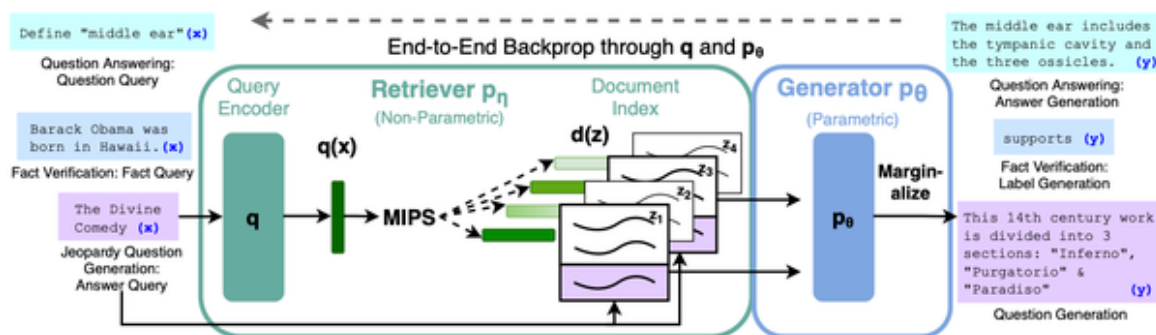 Define "middle ear" (x)
Question Answering:
Question Query
Barack Obama was
born in Hawaii. (x)
Fact Verification: Fact Query
The Divine
Comedy (x)
Jeopardy Question
Generation:
Answer Query
End-to-End Backprop through q and pθ
Query
Encoder
q
q(x)
Retriever pη
(Non-Parametric)
MIPS
Document
Index
d(z)
z4
z3
z2
z1
Generator pθ
(Parametric)
pθ
Margin-
alize
The middle ear includes
the tympanic cavity and
the three ossicles. (y)
Question Answering:
Answer Generation
supports (y)
Fact Verification:
Label Generation
This 14th century work
is divided into 3
sections: "Inferno",
"Purgatorio" &
"Paradiso" (y)
Question Generation